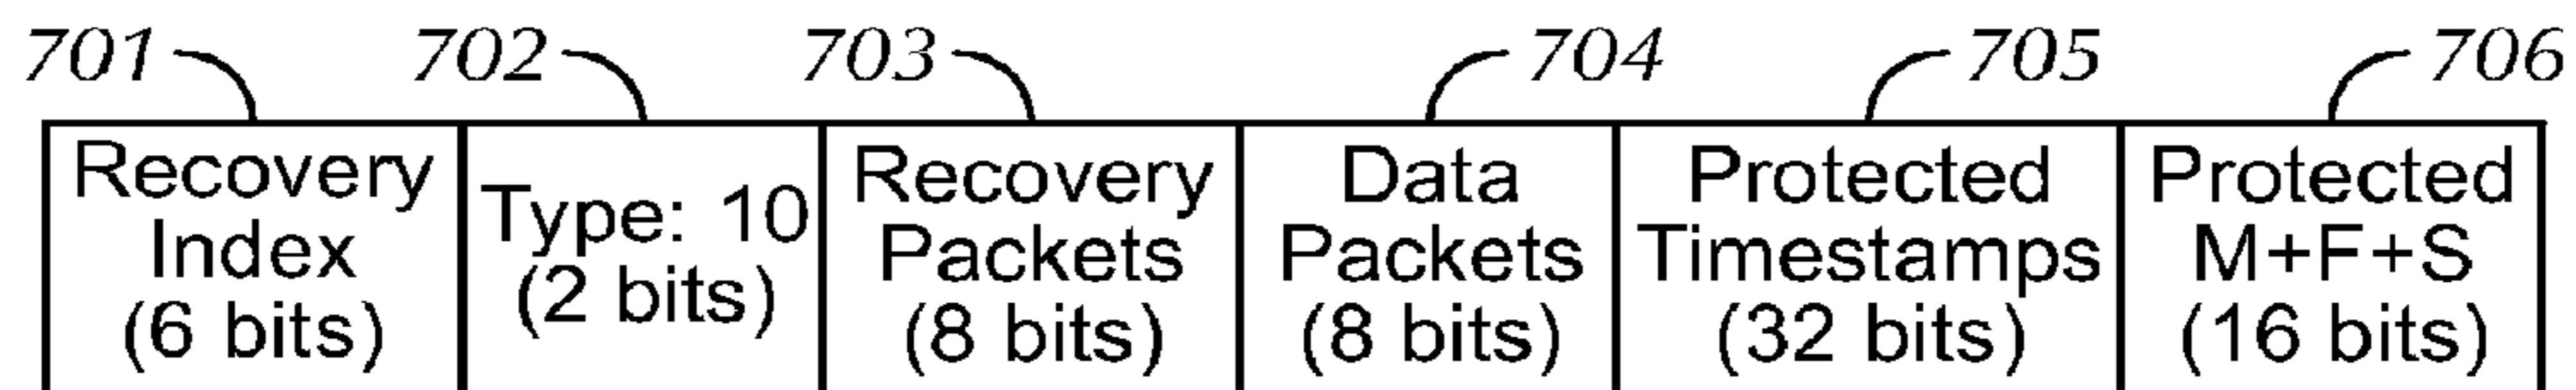 701 702 703 704 705 706
Recovery Index (6 bits)
Type: 10 (2 bits)
Recovery Packets (8 bits)
Data Packets (8 bits)
Protected Timestamps (32 bits)
Protected M+F+S (16 bits)